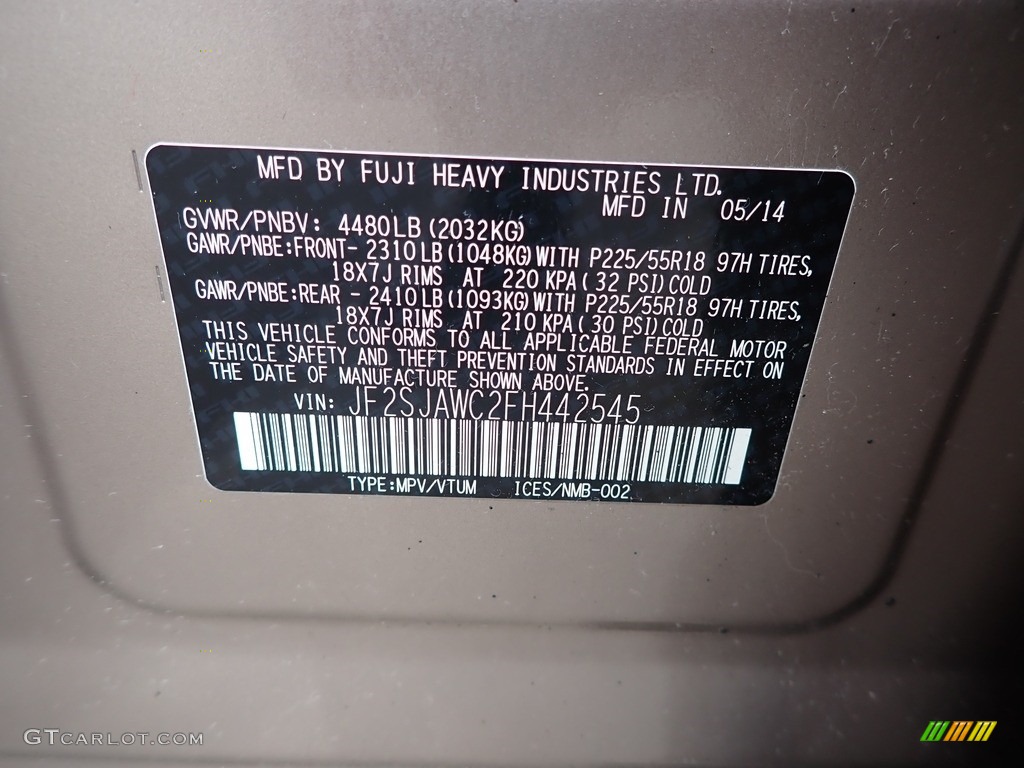 MFD BY FUJI HEAVY INDUSTRIES LTD.
MFD IN 05/14
GVWR/PNBV: 4480LB(2032KG)
GAWR/PNBE:FRONT- 2310LB(1048KG)WITH P225/55R18 97H TIRES,
18X7J RIMS AT 220 KPA(32 PSI)COLD
GAWR/PNBE:REAR - 2410LB(1093KG)WITH P225/55R18 97H TIRES,
18X7J RIMS AT 210 KPA(30 PSI)COLD
THIS VEHICLE CONFORMS TO ALL APPLICABLE FEDERAL MOTOR
VEHICLE SAFETY AND THEFT PREVENTION STANDARDS IN EFFECT ON
THE DATE OF MANUFACTURE SHOWN ABOVE.
VIN: JF2SJAWC2FH442545
TYPE:MPV/VTUM ICES/NMB-002
GTCARLOT.COM